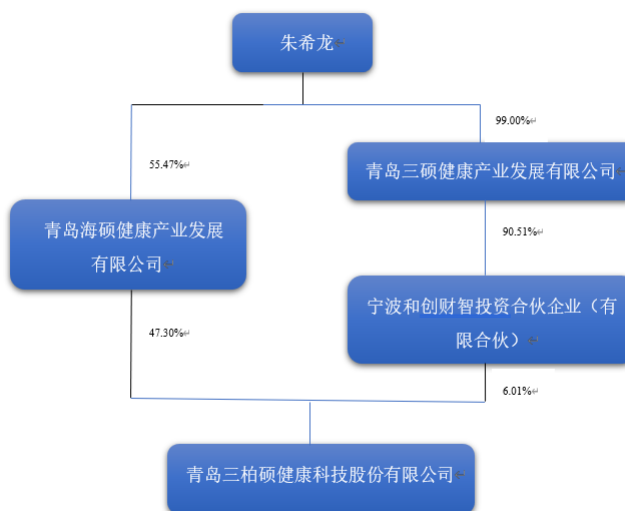 朱希龙
99.00%
55.47%
青岛三硕健康产业发展有限公司
青岛海硕健康产业发展
有限公司
90.51%
宁波和创财智投资合伙企业（有
限合伙）
47.30%
6.01%
青岛三柏硕健康科技股份有限公司